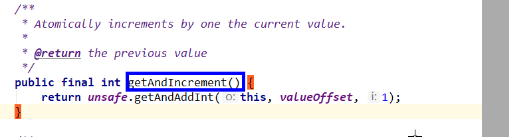 /**
* Atomically increments by one the current value.
*
* @return the previous value
*/
public final int getAndIncrement() {
return unsafe.getAndAddInt( o: this, valueOffset, i: 1);
}